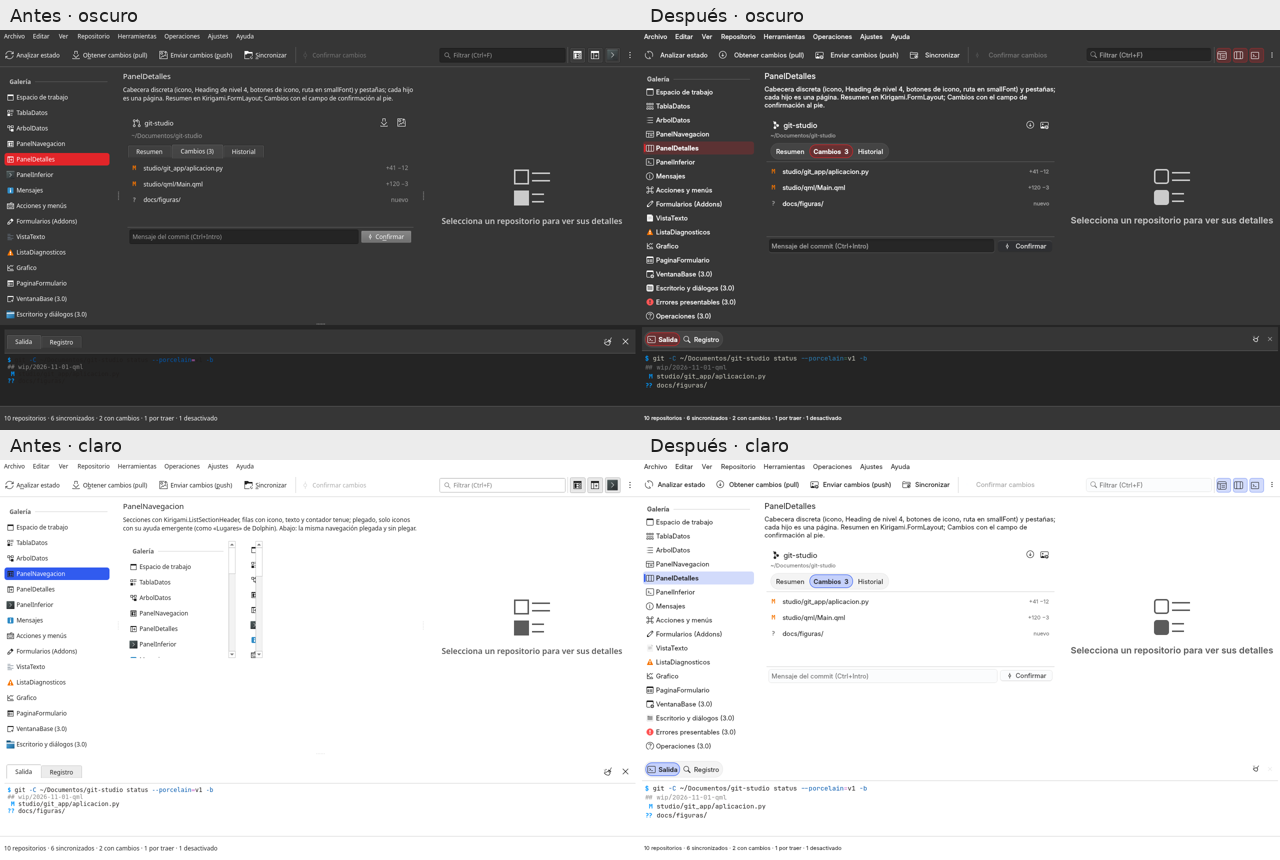 Antes · oscuro
Archivo Editar Ver Repositorio Herramientas Operaciones Ajustes Ayuda
Analizar estado Obtener cambios (pull) Enviar cambios (push) Sincronizar Confirmar cambios Filtrar (Ctrl+F)
Galería
Espacio de trabajo
TablaDatos
ArbolDatos
PanelNavegacion
PanelDetalles
PanelInferior
Mensajes
Acciones y menús
Formularios (Addons)
VistaTexto
ListaDiagnosticos
Grafico
PaginaFormulario
VentanaBase (3.0)
Escritorio y diálogos (3.0)
PanelDetalles
Cabecera discreta (icono, Heading de nivel 4, botones de icono, ruta en smallFont) y pestañas; cada hijo
es una página. Resumen en Kirigami.FormLayout; Cambios con el campo de confirmación al pie.
git-studio
~/Documentos/git-studio
Resumen Cambios (3) Historial
M studio/git_app/aplicacion.py +41 −12
M studio/qml/Main.qml +120 −3
? docs/figuras/ nuevo
Mensaje del commit (Ctrl+Intro) Confirmar
Selecciona un repositorio para ver sus detalles
Salida Registro
$ -C --porcelain= -b
## wip/2026-11-01-qml
M
??
10 repositorios · 6 sincronizados · 2 con cambios · 1 por traer · 1 desactivado
Después · oscuro
Archivo Editar Ver Repositorio Herramientas Operaciones Ajustes Ayuda
Analizar estado Obtener cambios (pull) Enviar cambios (push) Sincronizar Confirmar cambios Filtrar (Ctrl+F)
Galería
Espacio de trabajo
TablaDatos
ArbolDatos
PanelNavegacion
PanelDetalles
PanelInferior
Mensajes
Acciones y menús
Formularios (Addons)
VistaTexto
ListaDiagnosticos
Grafico
PaginaFormulario
VentanaBase (3.0)
Escritorio y diálogos (3.0)
Errores presentables (3.0)
Operaciones (3.0)
PanelDetalles
Cabecera discreta (icono, Heading de nivel 4, botones de icono, ruta en smallFont) y pestañas;
cada hijo es una página. Resumen en Kirigami.FormLayout; Cambios con el campo de
confirmación al pie.
git-studio
~/Documentos/git-studio
Resumen Cambios 3 Historial
M studio/git_app/aplicacion.py +41 −12
M studio/qml/Main.qml +120 −3
? docs/figuras/ nuevo
Mensaje del commit (Ctrl+Intro) Confirmar
Selecciona un repositorio para ver sus detalles
Salida Registro
$ git -C ~/Documentos/git-studio status --porcelain=v1 -b
## wip/2026-11-01-qml
M studio/git_app/aplicacion.py
?? docs/figuras/
10 repositorios · 6 sincronizados · 2 con cambios · 1 por traer · 1 desactivado
Antes · claro
Archivo Editar Ver Repositorio Herramientas Operaciones Ajustes Ayuda
Analizar estado Obtener cambios (pull) Enviar cambios (push) Sincronizar Confirmar cambios Filtrar (Ctrl+F)
Galería
Espacio de trabajo
TablaDatos
ArbolDatos
PanelNavegacion
PanelDetalles
PanelInferior
Mensajes
Acciones y menús
Formularios (Addons)
VistaTexto
ListaDiagnosticos
Grafico
PaginaFormulario
VentanaBase (3.0)
Escritorio y diálogos (3.0)
PanelNavegacion
Secciones con Kirigami.ListSectionHeader, filas con icono, texto y contador tenue; plegado, solo iconos
con su ayuda emergente (como «Lugares» de Dolphin). Abajo: la misma navegación plegada y sin plegar.
Galería
Espacio de trabajo
TablaDatos
ArbolDatos
PanelNavegacion
PanelDetalles
PanelInferior
Selecciona un repositorio para ver sus detalles
Salida Registro
$ git -C ~/Documentos/git-studio status --porcelain=v1 -b
## wip/2026-11-01-qml
M studio/git_app/aplicacion.py
?? docs/figuras/
10 repositorios · 6 sincronizados · 2 con cambios · 1 por traer · 1 desactivado
Después · claro
Archivo Editar Ver Repositorio Herramientas Operaciones Ajustes Ayuda
Analizar estado Obtener cambios (pull) Enviar cambios (push) Sincronizar Confirmar cambios Filtrar (Ctrl+F)
Galería
Espacio de trabajo
TablaDatos
ArbolDatos
PanelNavegacion
PanelDetalles
PanelInferior
Mensajes
Acciones y menús
Formularios (Addons)
VistaTexto
ListaDiagnosticos
Grafico
PaginaFormulario
VentanaBase (3.0)
Escritorio y diálogos (3.0)
Errores presentables (3.0)
Operaciones (3.0)
PanelDetalles
Cabecera discreta (icono, Heading de nivel 4, botones de icono, ruta en smallFont) y pestañas;
cada hijo es una página. Resumen en Kirigami.FormLayout; Cambios con el campo de
confirmación al pie.
git-studio
~/Documentos/git-studio
Resumen Cambios 3 Historial
M studio/git_app/aplicacion.py +41 −12
M studio/qml/Main.qml +120 −3
? docs/figuras/ nuevo
Mensaje del commit (Ctrl+Intro) Confirmar
Selecciona un repositorio para ver sus detalles
Salida Registro
$ git -C ~/Documentos/git-studio status --porcelain=v1 -b
## wip/2026-11-01-qml
M studio/git_app/aplicacion.py
?? docs/figuras/
10 repositorios · 6 sincronizados · 2 con cambios · 1 por traer · 1 desactivado